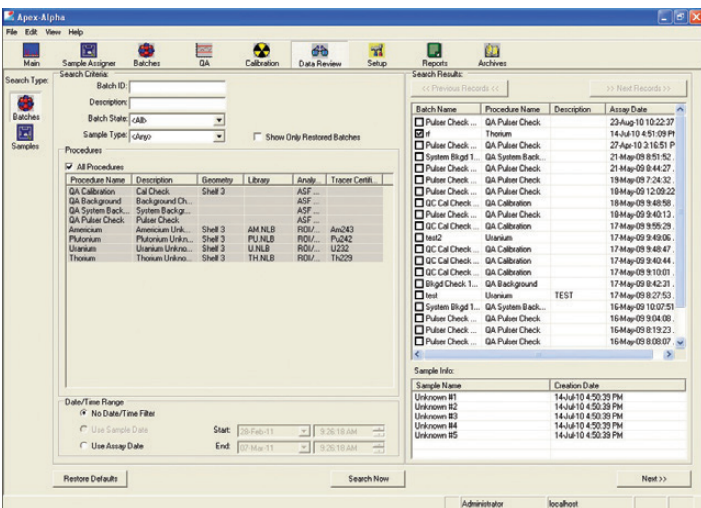 Apex-Alpha
File Edit View Help
Main Sample Assigner Batches QA Calibration Data Review Setup Reports Archives
Search Type:
Batches
Samples
Search Criteria:
Batch ID:
Description:
Batch State: <All>
Sample Type: <Any>
Show Only Restored Batches
Procedures
All Procedures
Procedure Name Description Geometry Library Analy... Tracer Certifi...
QA Calibration Cal Check Shelf 3 ASF ...
QA Background Background Ch... ASF ...
QA System Back... System Backgr... ASF ...
QA Pulser Check Pulser Check ASF ...
Americium Americium Unk... Shelf 3 AM.NLB ROI/... Am243
Plutonium Plutonium Unkn... Shelf 3 PU.NLB ROI/... Pu242
Uranium Uranium Unkno... Shelf 3 U.NLB ROI/... U232
Thorium Thorium Unkno... Shelf 3 TH.NLB ROI/... Th229
Date/Time Range
No Date/Time Filter
Use Sample Date Start: 28-Feb-11 9:26:18 AM
Use Assay Date End: 07-Mar-11 9:26:18 AM
Restore Defaults Search Now
Search Results:
<< Previous Records << >> Next Records >>
Batch Name Procedure Name Description Assay Date
Pulser Check ... QA Pulser Check 23-Aug-10 10:22:37
rf Thorium 14-Jul-10 4:51:09 PM
Pulser Check ... QA Pulser Check 27-Apr-10 3:16:51 P
System Bkgd 1... QA System Back... 21-May-09 8:51:52 .
Pulser Check ... QA Pulser Check 21-May-09 8:44:27 .
Pulser Check ... QA Pulser Check 19-May-09 7:24:32 .
Pulser Check ... QA Pulser Check 18-May-09 12:09:22
QC Cal Check ... QA Calibration 18-May-09 9:48:58 .
Pulser Check ... QA Pulser Check 18-May-09 9:40:13 .
QC Cal Check ... QA Calibration 17-May-09 9:55:29 .
test2 Uranium 17-May-09 9:49:06 .
QC Cal Check ... QA Calibration 17-May-09 9:48:47 .
QC Cal Check ... QA Calibration 17-May-09 9:40:44 .
QC Cal Check ... QA Calibration 17-May-09 9:10:01 .
Bkgd Check 1... QA Background 17-May-09 8:42:31 .
test Uranium TEST 17-May-09 8:27:53 .
System Bkgd 1... QA System Back... 16-May-09 10:07:51
Pulser Check ... QA Pulser Check 16-May-09 9:04:08 .
Pulser Check ... QA Pulser Check 16-May-09 8:19:23 .
Pulser Check ... QA Pulser Check 16-May-09 8:08:07 .
Sample Info:
Sample Name Creation Date
Unknown #1 14-Jul-10 4:50:39 PM
Unknown #2 14-Jul-10 4:50:39 PM
Unknown #3 14-Jul-10 4:50:39 PM
Unknown #4 14-Jul-10 4:50:39 PM
Unknown #5 14-Jul-10 4:50:39 PM
Next >>
Administrator localhost